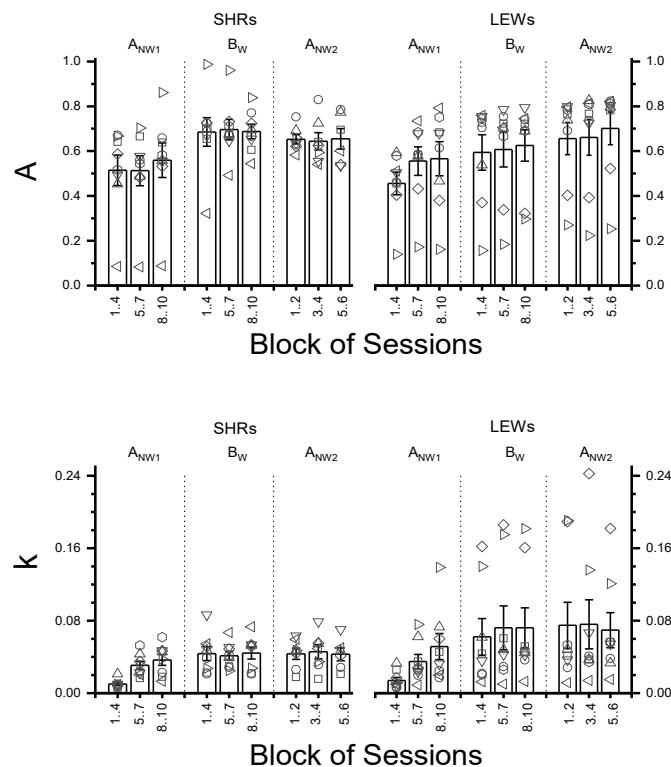 SHRs LEWs
A_NW1 B_W A_NW2 A_NW1 B_W A_NW2
1.0 1.0
0.8 0.8
0.6 0.6
A
0.4 0.4
0.2 0.2
0.0 0.0
1..4 5..7 8..10 1..4 5..7 8..10 1..2 3..4 5..6 1..4 5..7 8..10 1..4 5..7 8..10 1..2 3..4 5..6
Block of Sessions
SHRs LEWs
A_NW1 B_W A_NW2 A_NW1 B_W A_NW2
0.24 0.24
0.16 0.16
k
0.08 0.08
0.00 0.00
1..4 5..7 8..10 1..4 5..7 8..10 1..2 3..4 5..6 1..4 5..7 8..10 1..4 5..7 8..10 1..2 3..4 5..6
Block of Sessions